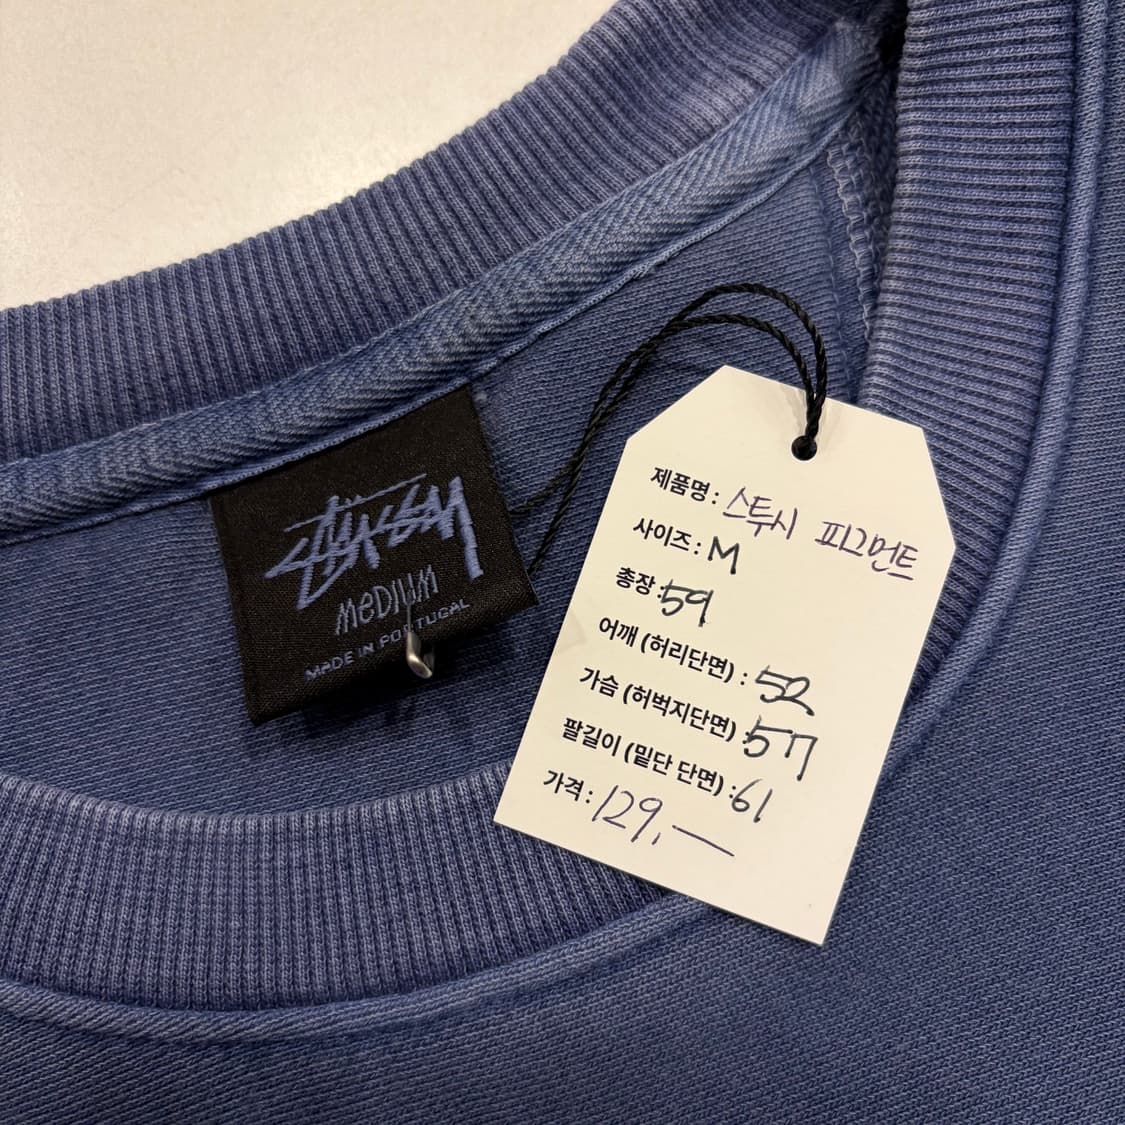 STÜSSY
MEDIUM
MADE IN PORTUGAL
제품명 : 스투시 피그먼트
사이즈 : M
총장 : 59
어깨 (허리단면) : 52
가슴 (허벅지단면) : 57
팔길이 (밑단 단면) : 61
가격 : 129,—